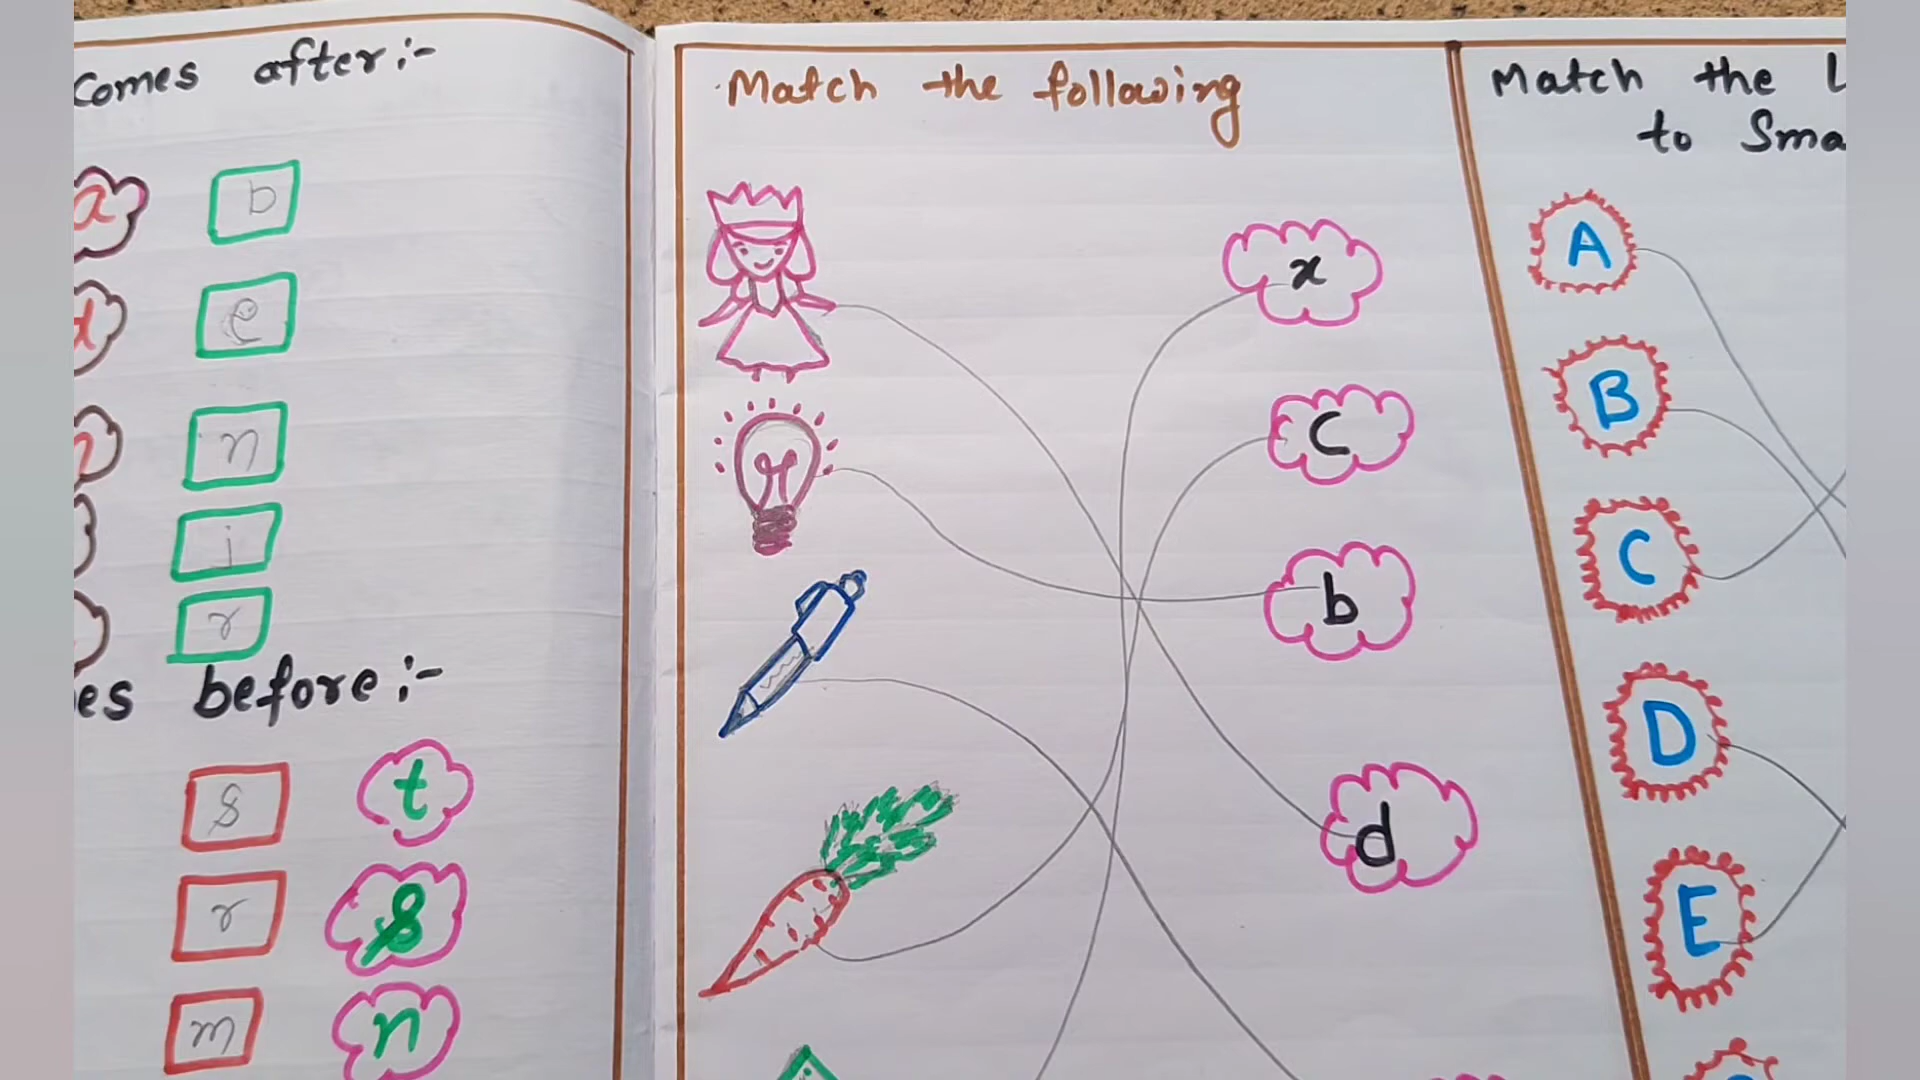 comes after:-
a b
d e
n
j
r
es before:-
s t
r s
m n
Match the following
x
c
b
d
Match the L
to Sma
A
B
C
D
E